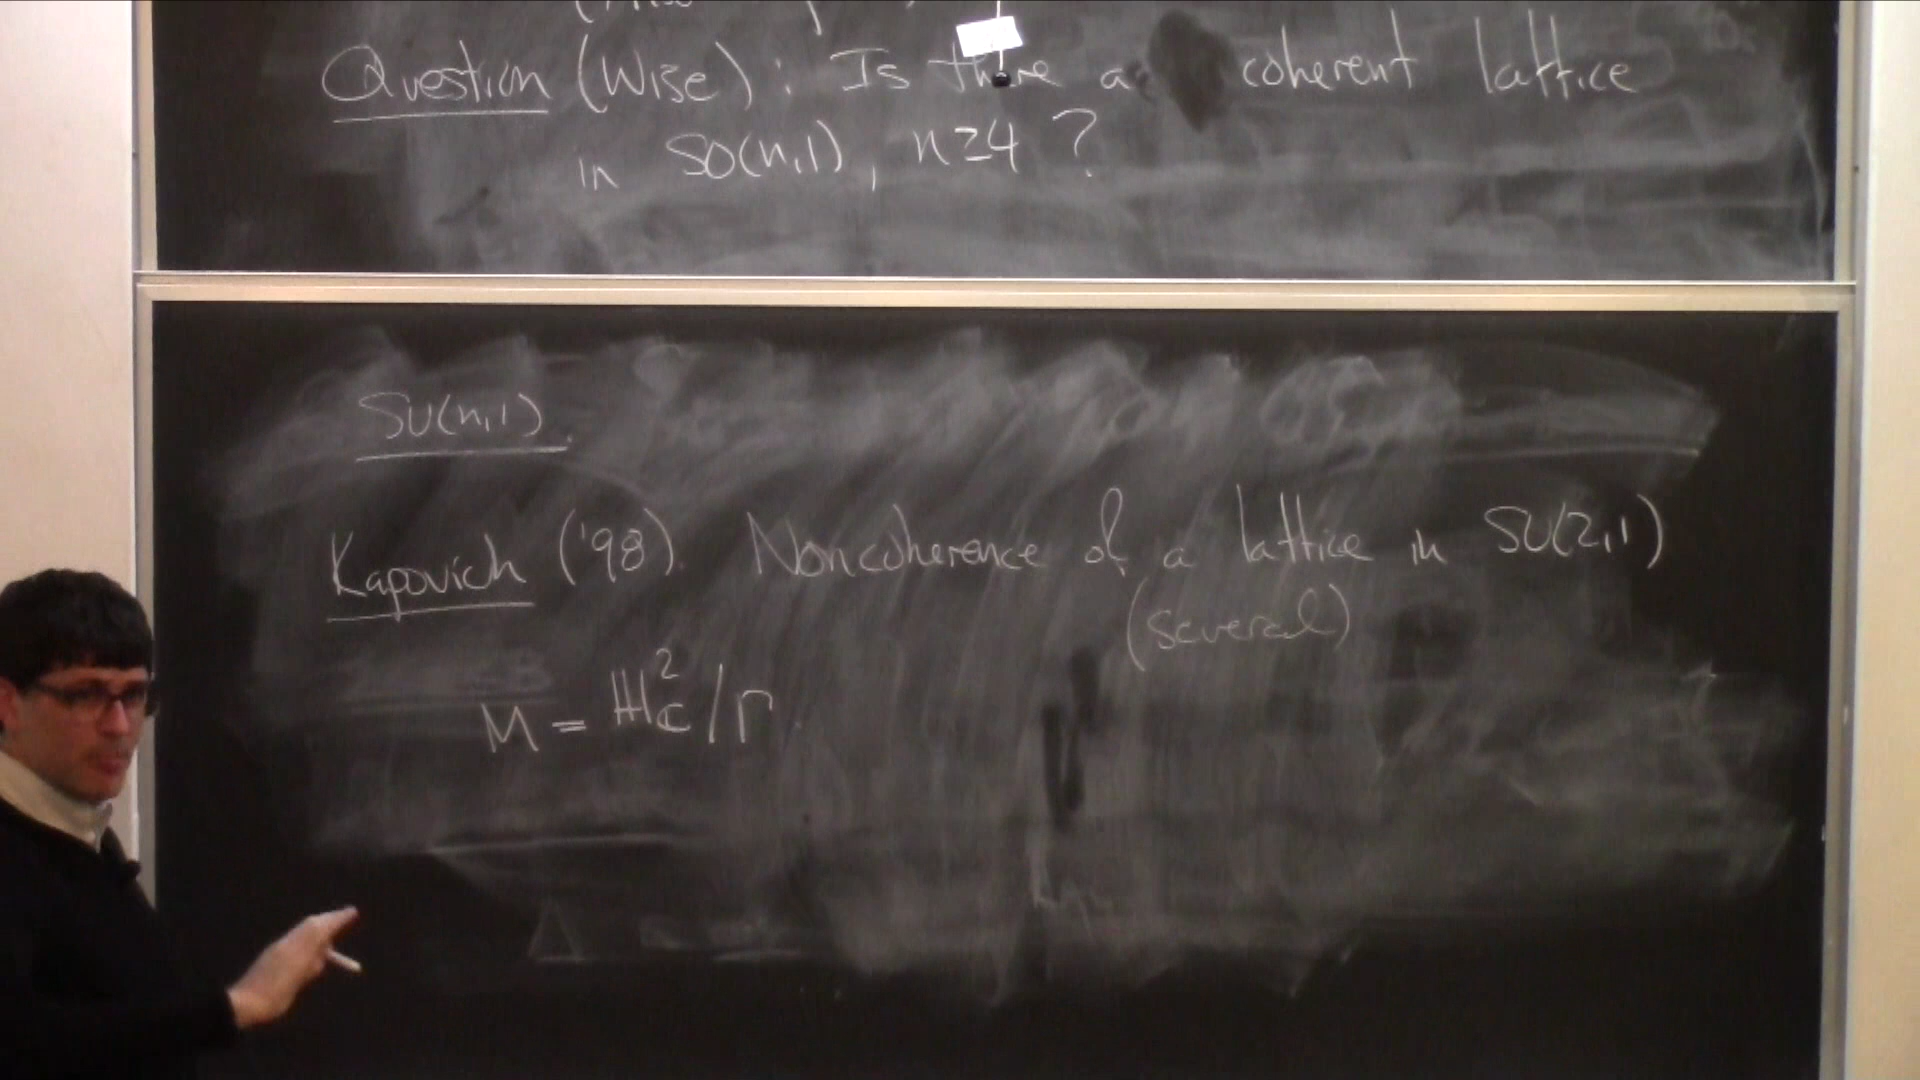 Question (Wise): Is there a coherent lattice
in SO(n,1), n≥4 ?
SU(n,1).
Kapovich ('98). Noncoherence of a lattice in SU(2,1)
(several)
M = ℍ²_ℂ/Γ